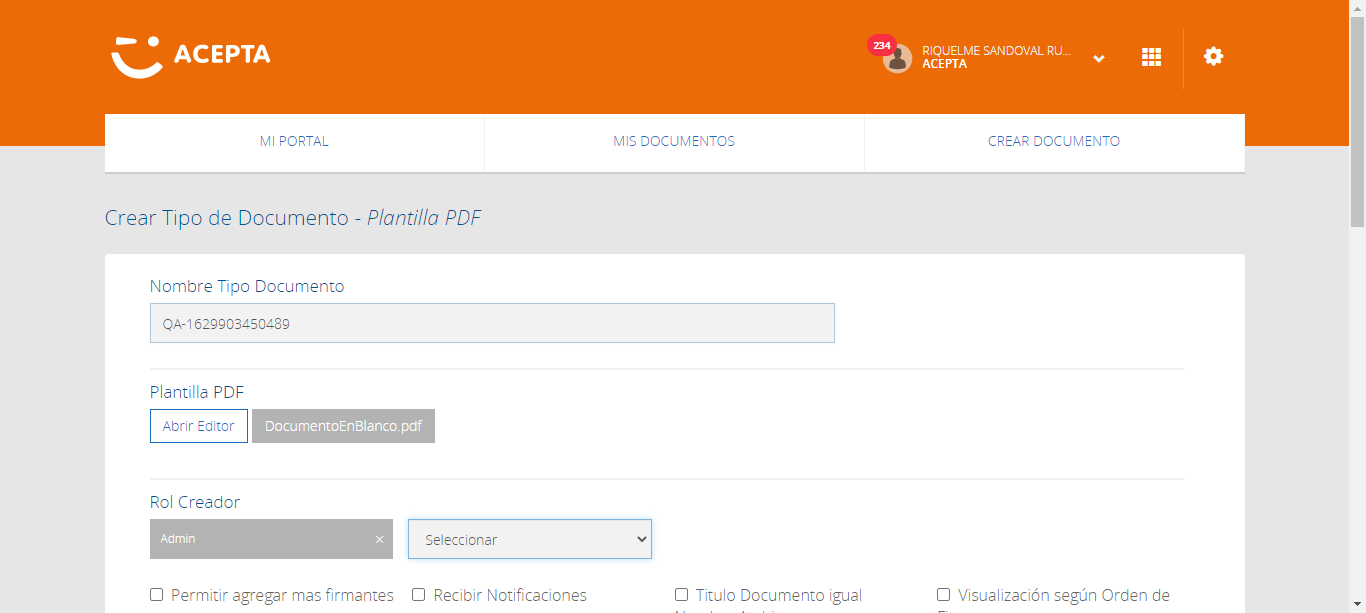 ACEPTA
234
RIQUELME SANDOVAL RU...
ACEPTA
MI PORTAL
MIS DOCUMENTOS
CREAR DOCUMENTO
Crear Tipo de Documento - Plantilla PDF
Nombre Tipo Documento
QA-1629903450489
Plantilla PDF
Abrir Editor
DocumentoEnBlanco.pdf
Rol Creador
Admin ×
Seleccionar
Permitir agregar mas firmantes
Recibir Notificaciones
Titulo Documento igual
Visualización según Orden de